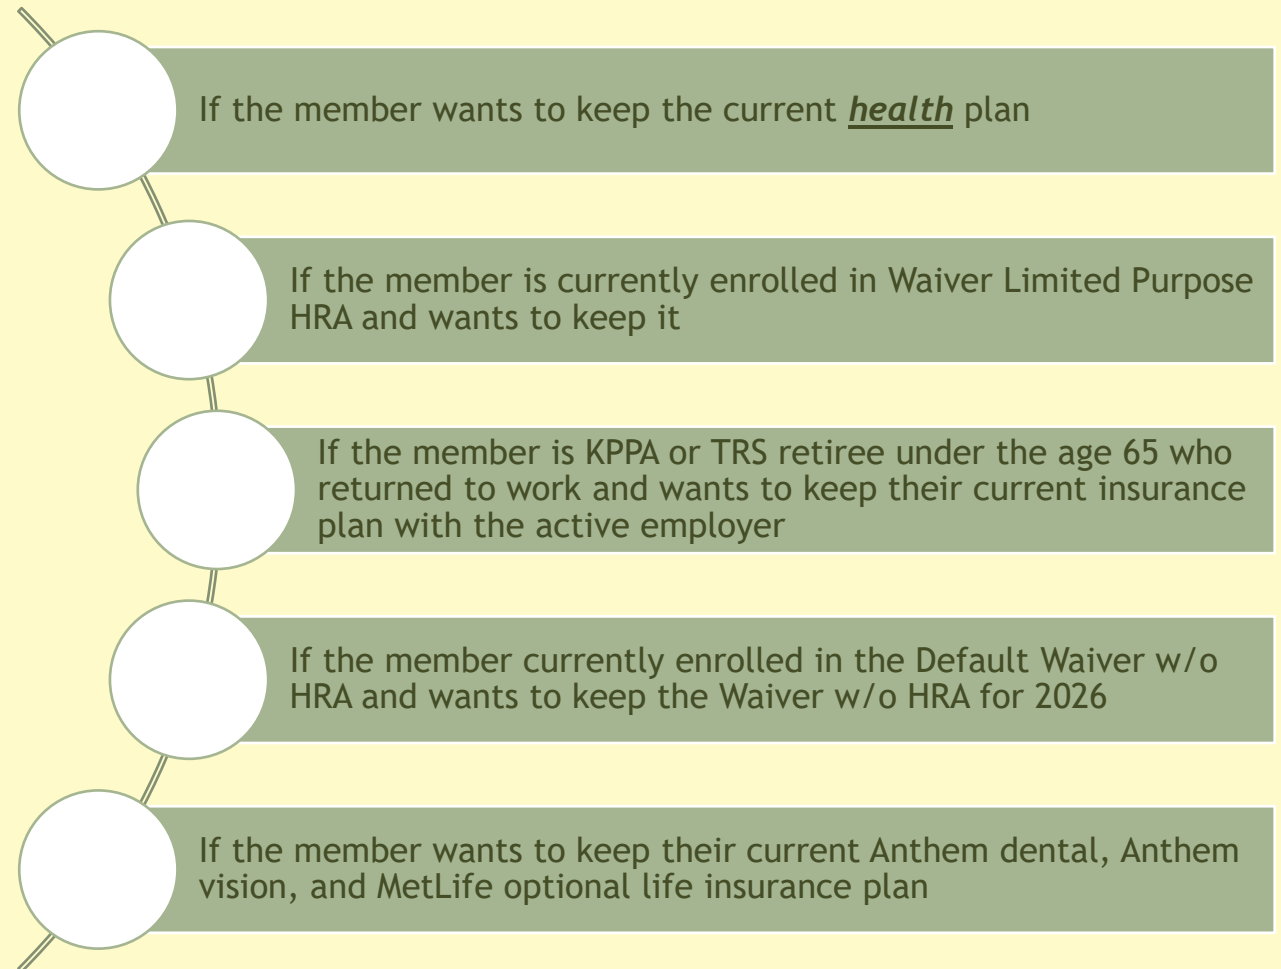 If the member wants to keep the current health plan
If the member is currently enrolled in Waiver Limited Purpose
HRA and wants to keep it
If the member is KPPA or TRS retiree under the age 65 who
returned to work and wants to keep their current insurance
plan with the active employer
If the member currently enrolled in the Default Waiver w/o
HRA and wants to keep the Waiver w/o HRA for 2026
If the member wants to keep their current Anthem dental, Anthem
vision, and MetLife optional life insurance plan